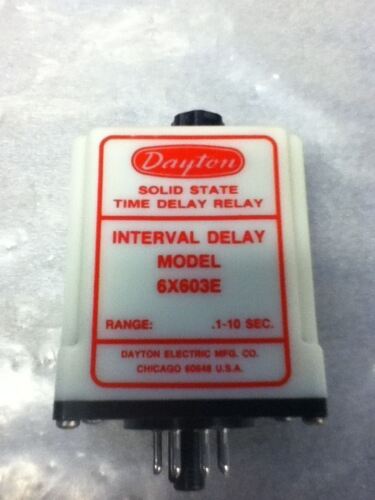 Dayton
SOLID STATE
TIME DELAY RELAY
INTERVAL DELAY
MODEL
6X603E
RANGE: .1-10 SEC.
DAYTON ELECTRIC MFG. CO.
CHICAGO 60648 U.S.A.